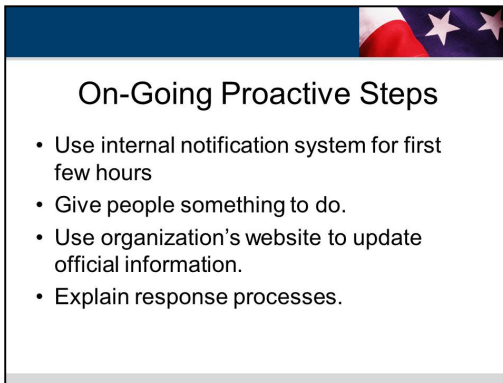 On-Going Proactive Steps
• Use internal notification system for first
few hours
• Give people something to do.
• Use organization's website to update
official information.
• Explain response processes.